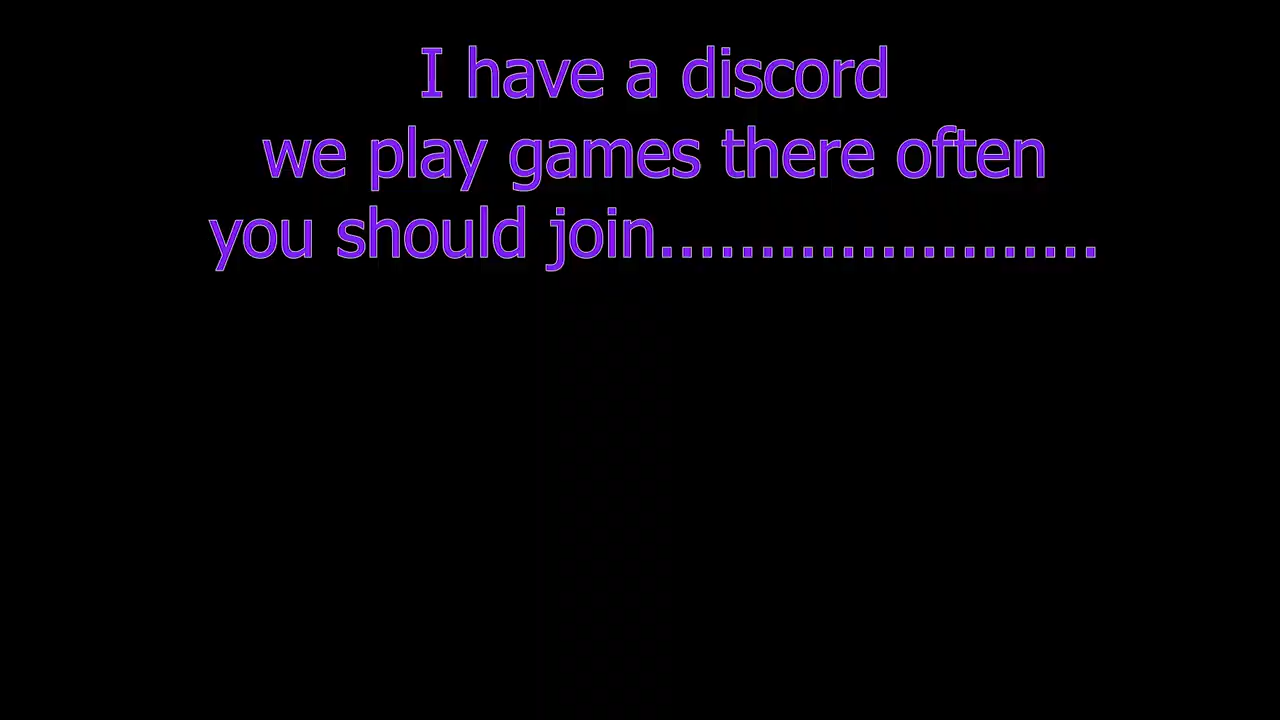 I have a discord
we play games there often
you should join......................